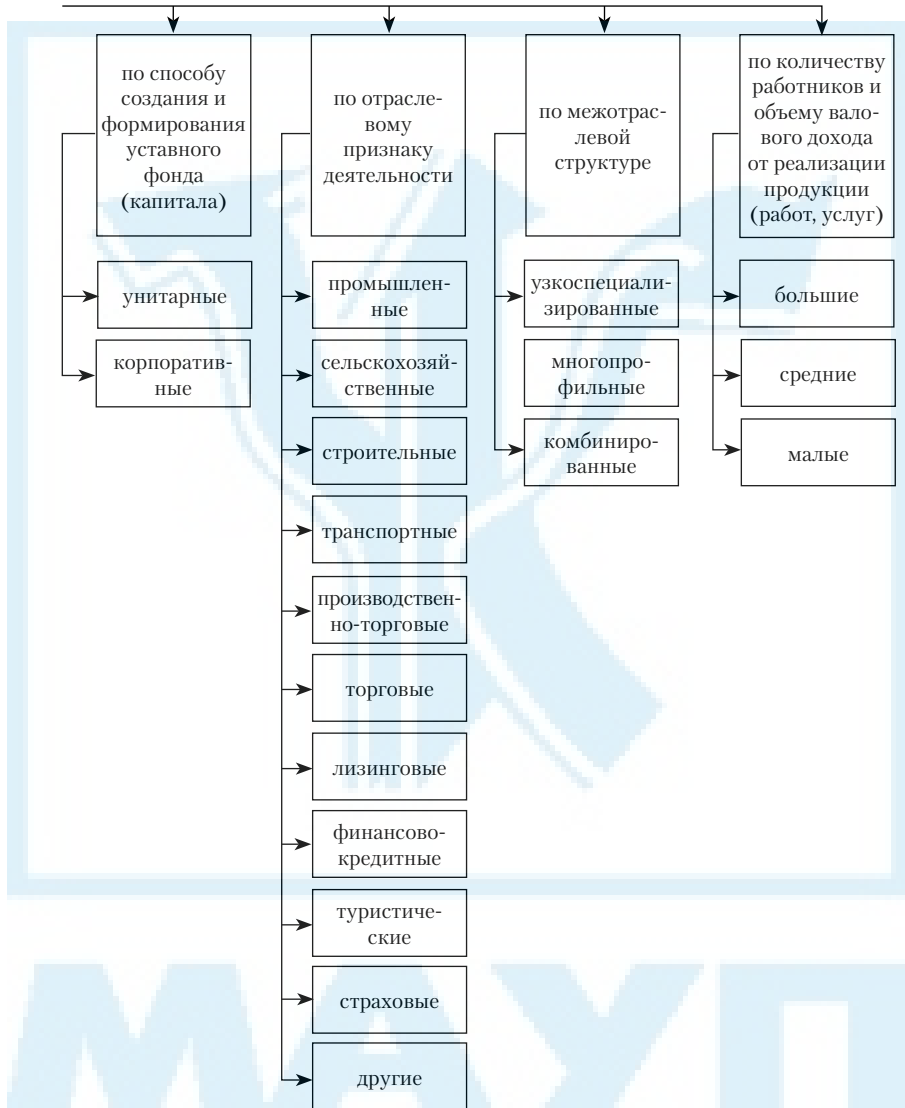 по способу
создания и
формирования
уставного
фонда
(капитала)
унитарные
корпоратив-
ные
по отрасле-
вому
признаку
деятельности
промышлен-
ные
сельскохозяй-
ственные
строительные
транспортные
производствен-
но-торговые
торговые
лизинговые
финансово-
кредитные
туристиче-
ские
страховые
другие
по межотрас-
левой
структуре
узкоспециали-
зированные
многопро-
фильные
комбиниро-
ванные
по количеству
работников и
объему вало-
вого дохода
от реализации
продукции
(работ, услуг)
большие
средние
малые
МАУП